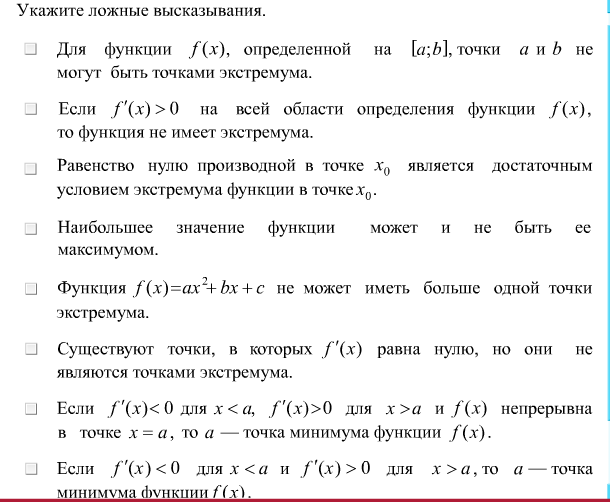 Укажите ложные высказывания.
Для функции f(x), определенной на [a;b], точки a и b не
могут быть точками экстремума.
Если f′(x) > 0 на всей области определения функции f(x),
то функция не имеет экстремума.
Равенство нулю производной в точке x₀ является достаточным
условием экстремума функции в точке x₀.
Наибольшее значение функции может и не быть ее
максимумом.
Функция f(x)=ax²+bx+c не может иметь больше одной точки
экстремума.
Существуют точки, в которых f′(x) равна нулю, но они не
являются точками экстремума.
Если f′(x)<0 для x<a, f′(x)>0 для x>a и f(x) непрерывна
в точке x=a, то a — точка минимума функции f(x).
Если f′(x)<0 для x<a и f′(x)>0 для x>a, то a — точка
минимума функции f(x).